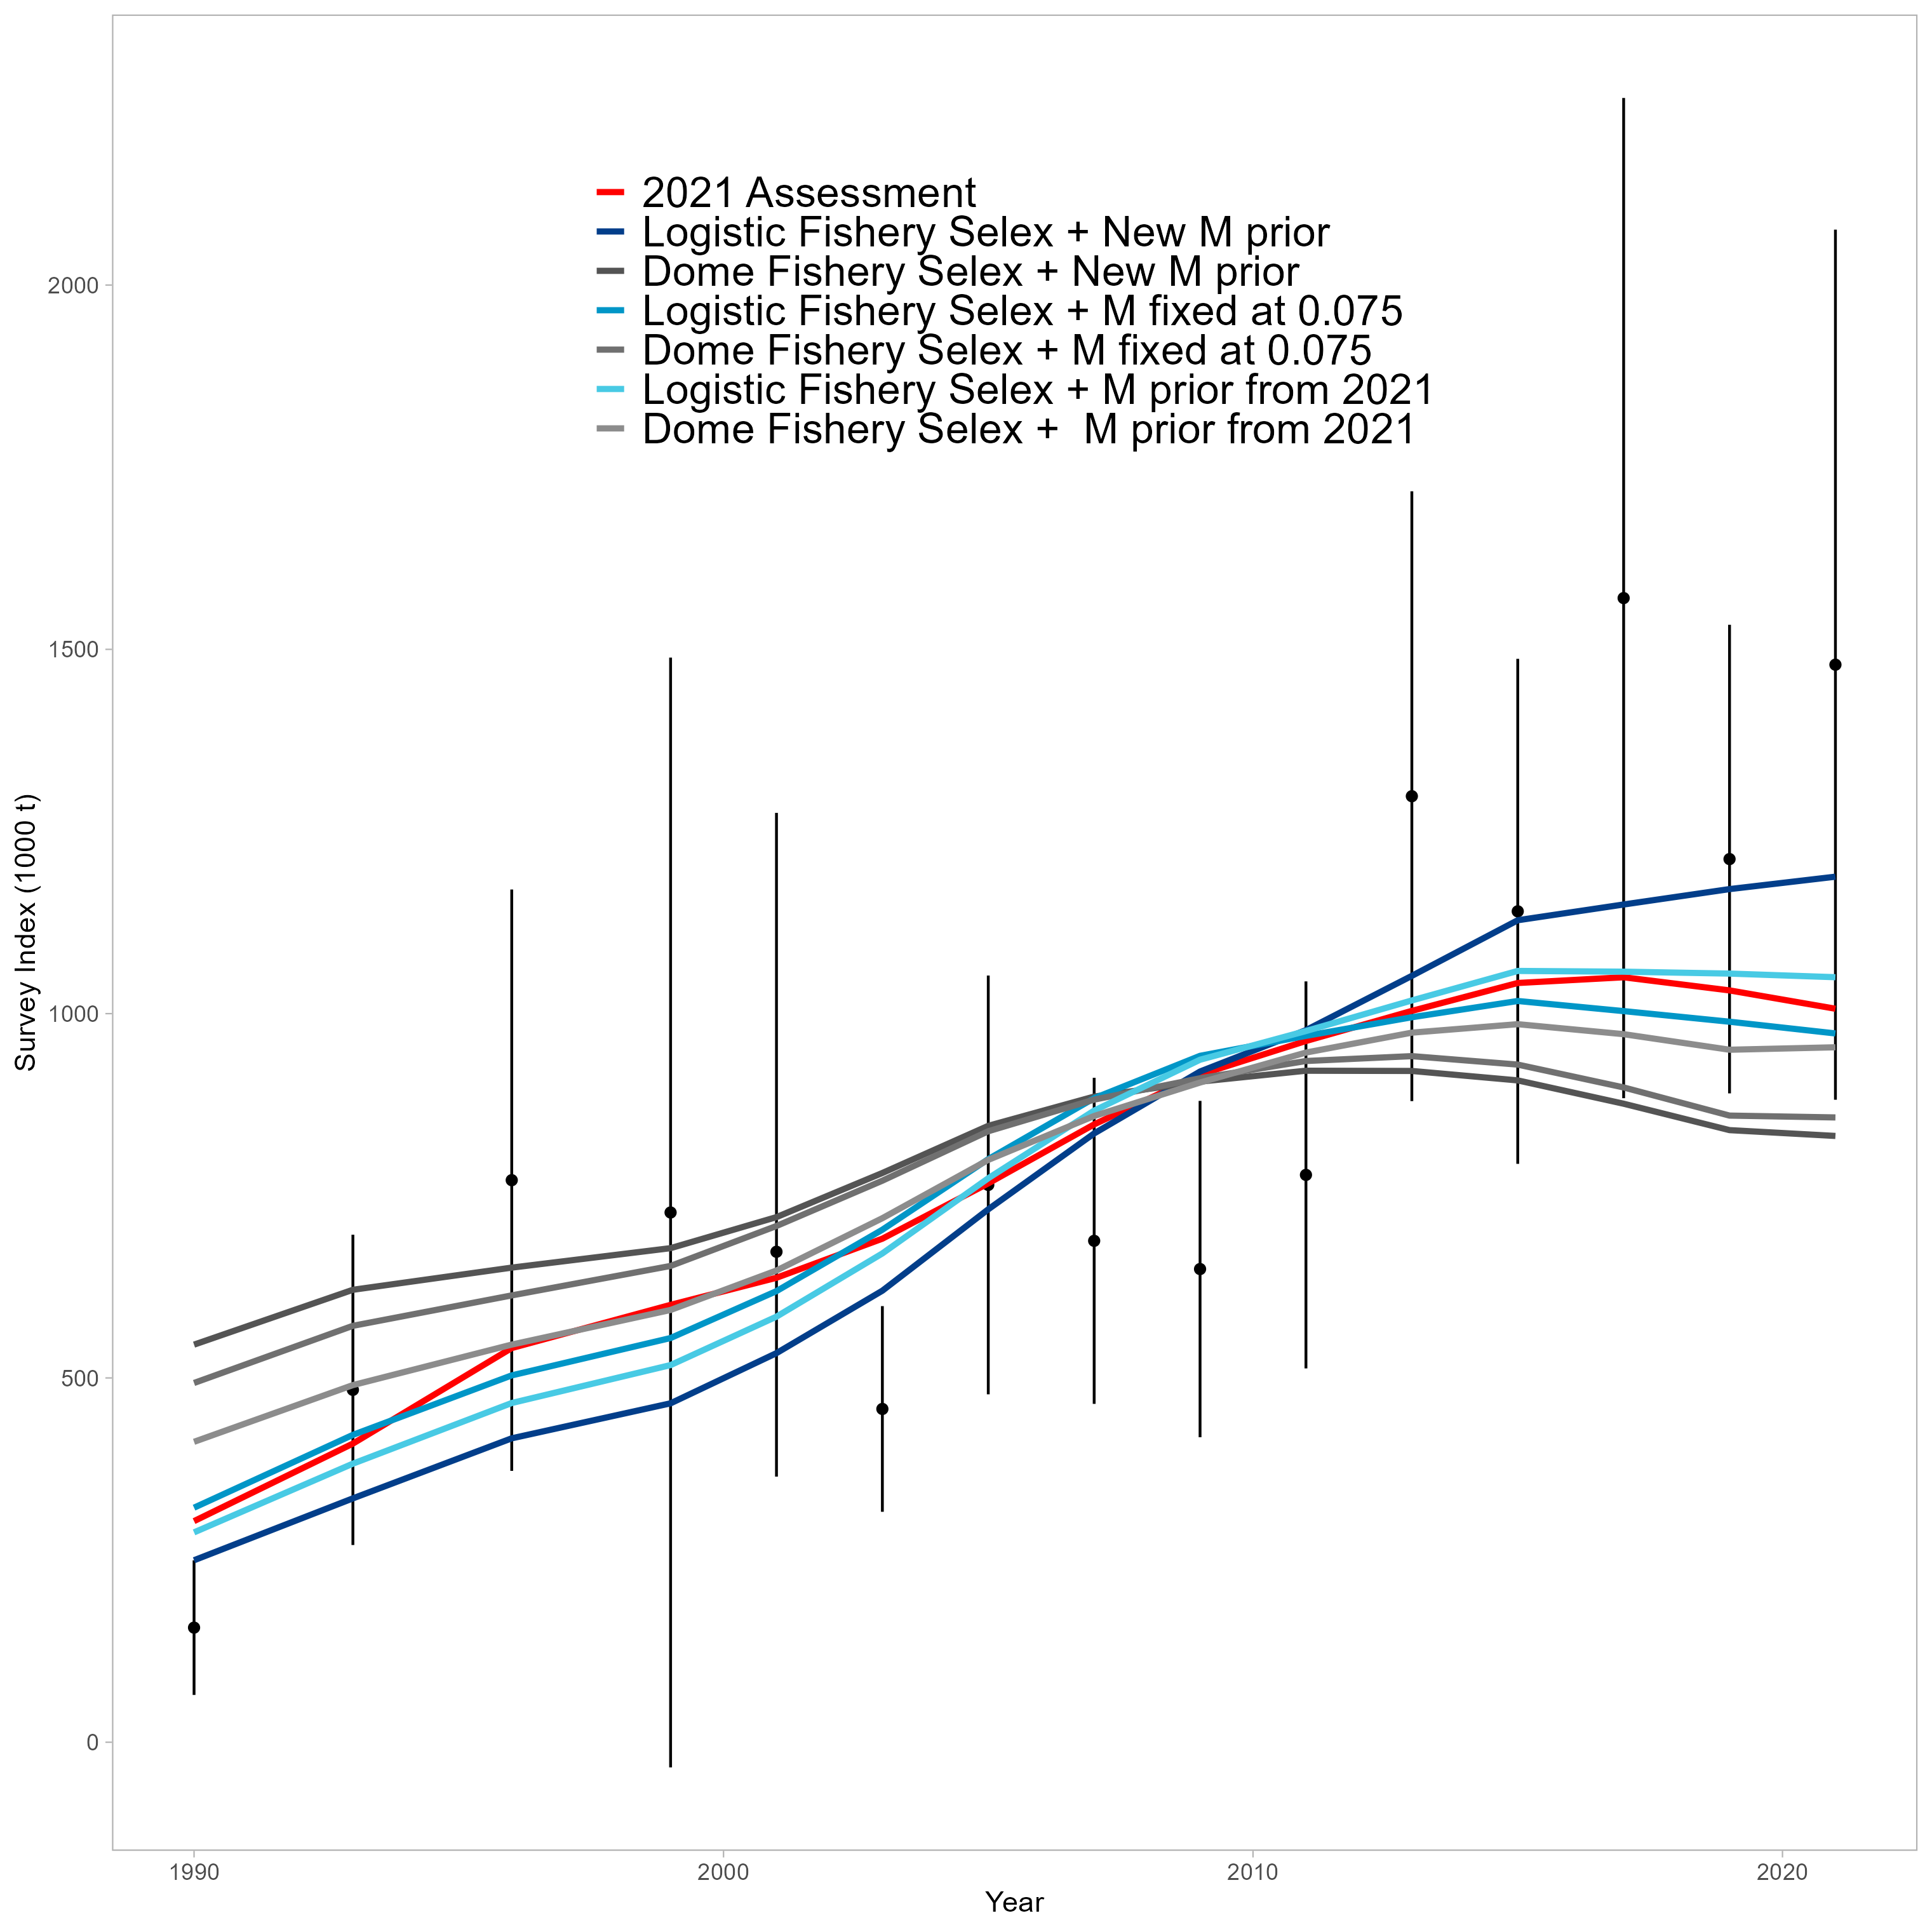 2021 Assessment
Logistic Fishery Selex + New M prior
Dome Fishery Selex + New M prior
Logistic Fishery Selex + M fixed at 0.075
Dome Fishery Selex + M fixed at 0.075
Logistic Fishery Selex + M prior from 2021
Dome Fishery Selex +  M prior from 2021
2000
1500
1000
500
0
Survey Index (1000 t)
1990 2000 2010 2020
Year